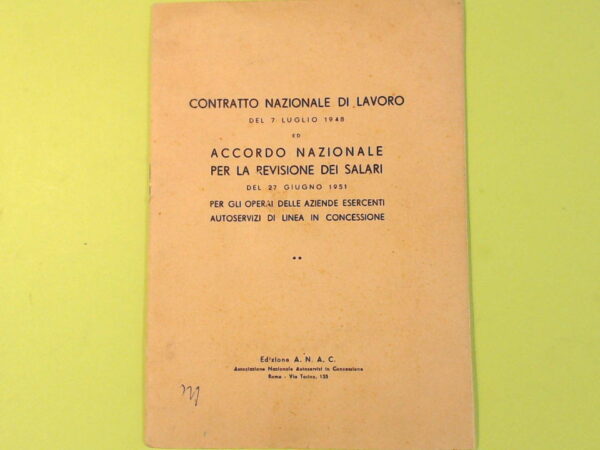 CONTRATTO NAZIONALE DI LAVORO
DEL 7 LUGLIO 1948
ED
ACCORDO NAZIONALE
PER LA REVISIONE DEI SALARI
DEL 27 GIUGNO 1951
PER GLI OPERAI DELLE AZIENDE ESERCENTI
AUTOSERVIZI DI LINEA IN CONCESSIONE
Edizione A. N. A. C.
Associazione Nazionale Autoservizi in Concessione
Roma - Via Torino, 135